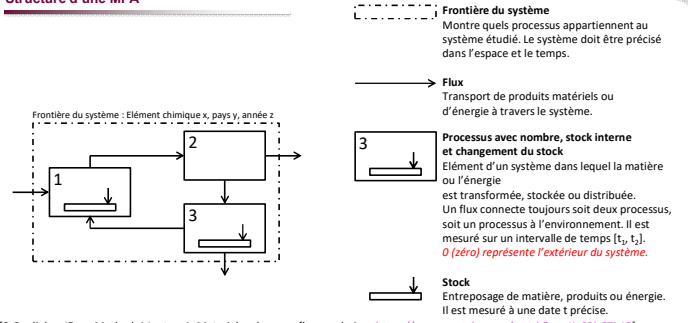 Frontière du système
Montre quels processus appartiennent au
système étudié. Le système doit être précisé
dans l'espace et le temps.
Flux
Transport de produits matériels ou
d'énergie à travers le système.
Frontière du système : Elément chimique x, pays y, année z
1
2
3
3
Processus avec nombre, stock interne
et changement du stock
Elément d'un système dans lequel la matière
ou l'énergie
est transformée, stockée ou distribuée.
Un flux connecte toujours soit deux processus,
soit un processus à l'environnement. Il est
mesuré sur un intervalle de temps [t₁, t₂].
0 (zéro) représente l'extérieur du système.
Stock
Entreposage de matière, produits ou énergie.
Il est mesuré à une date t précise.